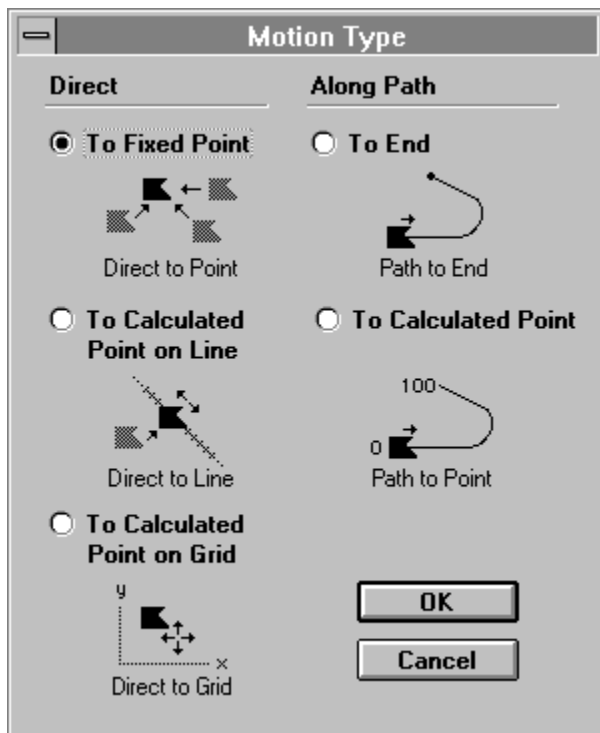 Motion Type
Direct
To Fixed Point
Direct to Point
To Calculated
Point on Line
Direct to Line
To Calculated
Point on Grid
y
x
Direct to Grid
Along Path
To End
Path to End
To Calculated Point
100
0
Path to Point
OK
Cancel